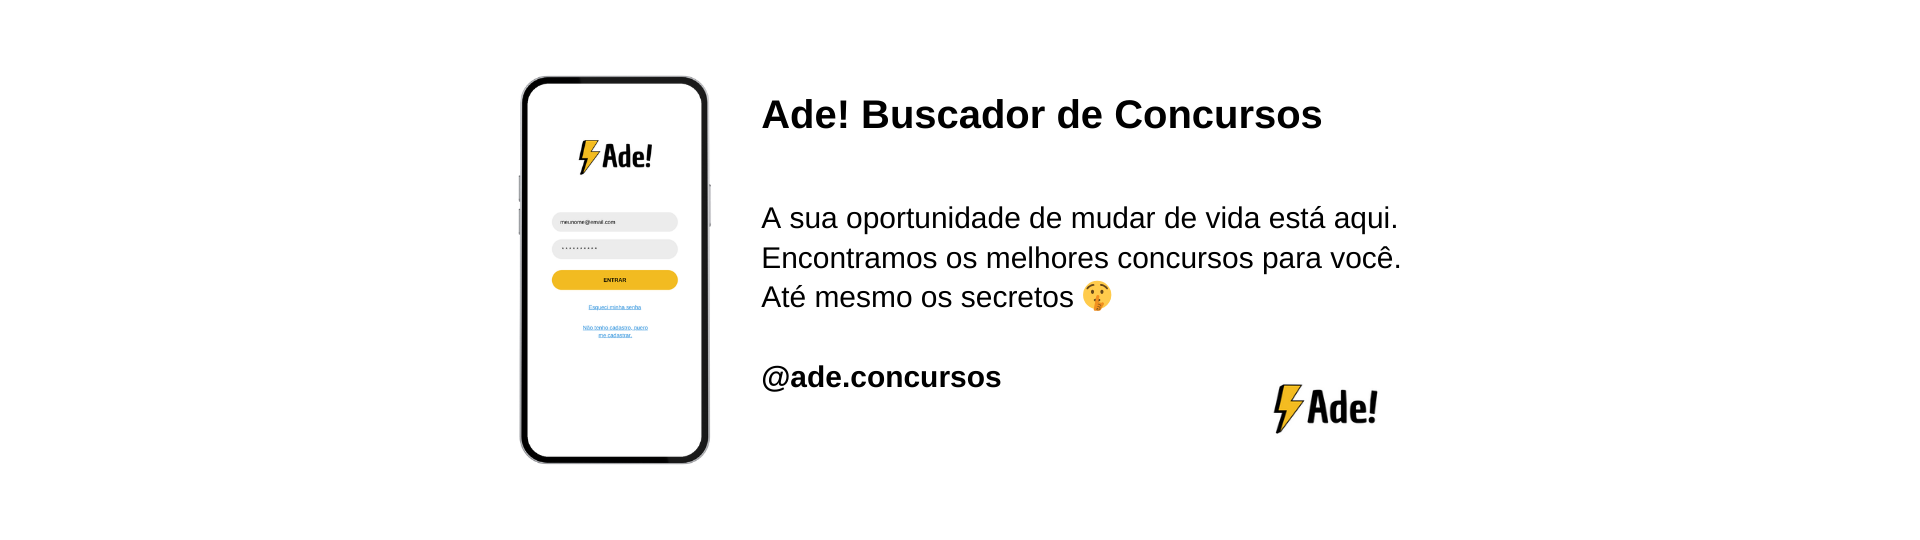 Ade!
meunome@email.com
**********
ENTRAR
Esqueci minha senha
Não tenho cadastro, quero
me cadastrar.
Ade! Buscador de Concursos
A sua oportunidade de mudar de vida está aqui.
Encontramos os melhores concursos para você.
Até mesmo os secretos 🤫
@ade.concursos
Ade!